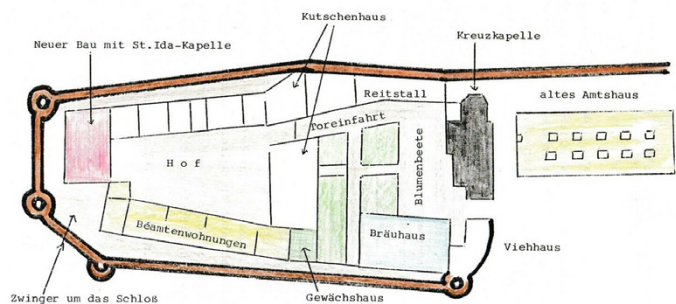 Kutschenhaus
Neuer Bau mit St.Ida-Kapelle
Kreuzkapelle
Reitstall
altes Amtshaus
Toreinfahrt
H o f
Blumenbeete
Beamtenwohnungen
Bräuhaus
Viehhaus
Zwinger um das Schloß
Gewächshaus